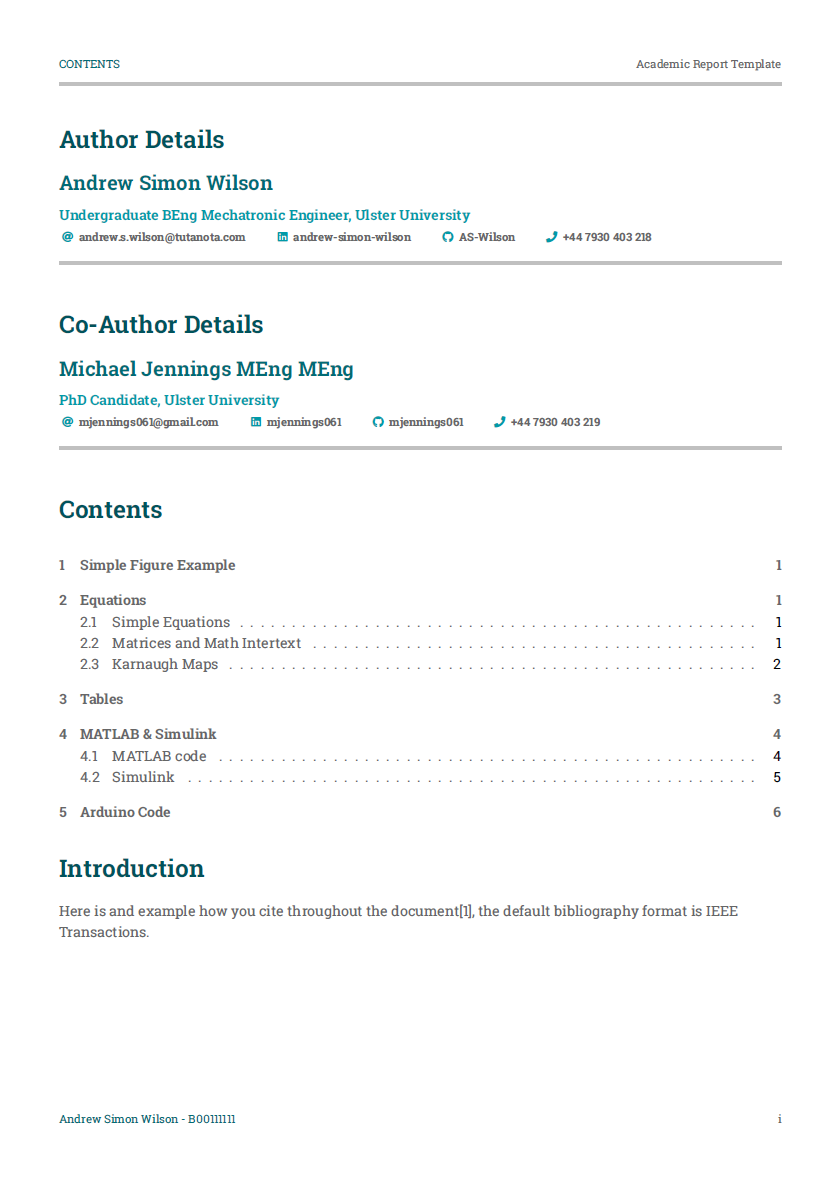 CONTENTS Academic Report Template
Author Details
Andrew Simon Wilson
Undergraduate BEng Mechatronic Engineer, Ulster University
andrew.s.wilson@tutanota.com andrew-simon-wilson AS-Wilson +44 7930 403 218
Co-Author Details
Michael Jennings MEng MEng
PhD Candidate, Ulster University
mjennings061@gmail.com mjennings061 mjennings061 +44 7930 403 219
Contents
1 Simple Figure Example 1
2 Equations 1
2.1 Simple Equations . . . . . . . . . . . . . . . . . . . . . . . . . . . . . . . . . . . . . . . . . . . . . . . . . . 1
2.2 Matrices and Math Intertext . . . . . . . . . . . . . . . . . . . . . . . . . . . . . . . . . . . . . . . . . . . 1
2.3 Karnaugh Maps . . . . . . . . . . . . . . . . . . . . . . . . . . . . . . . . . . . . . . . . . . . . . . . . . . . 2
3 Tables 3
4 MATLAB & Simulink 4
4.1 MATLAB code . . . . . . . . . . . . . . . . . . . . . . . . . . . . . . . . . . . . . . . . . . . . . . . . . . . . 4
4.2 Simulink . . . . . . . . . . . . . . . . . . . . . . . . . . . . . . . . . . . . . . . . . . . . . . . . . . . . . . . 5
5 Arduino Code 6
Introduction
Here is and example how you cite throughout the document[1], the default bibliography format is IEEE
Transactions.
Andrew Simon Wilson - B00111111 i